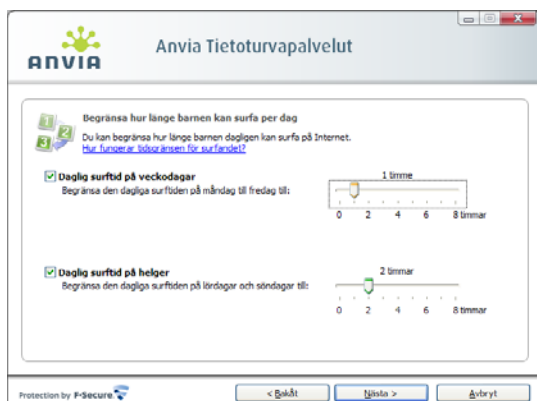 ANVIA
Anvia Tietoturvapalvelut
1
2
3
Begränsa hur länge barnen kan surfa per dag
Du kan begränsa hur länge barnen dagligen kan surfa på Internet.
Hur fungerar tidsgränsen för surfandet?
Daglig surftid på veckodagar
Begränsa den dagliga surftiden på måndag till fredag till:
1 timme
0 2 4 6 8 timmar
Daglig surftid på helger
Begränsa den dagliga surftiden på lördagar och söndagar till:
2 timmar
0 2 4 6 8 timmar
Protection by F-Secure
< Bakåt
Nästa >
Avbryt